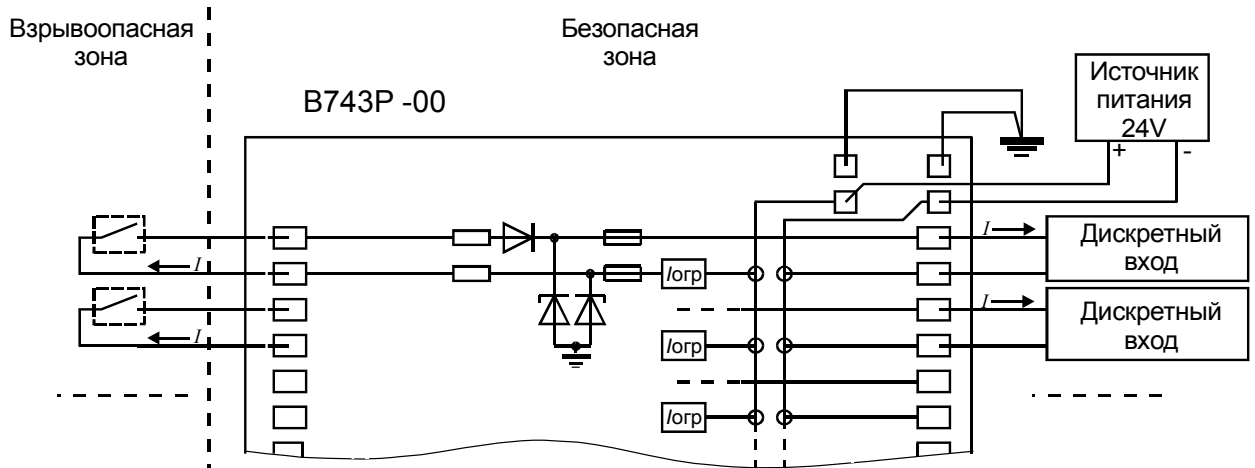 Взрывоопасная
зона
Безопасная
зона
В743Р -00
Источник
питания
24V
+
-
I
Дискретный
вход
I
Iогр
I
Дискретный
вход
I
Iогр
Iогр